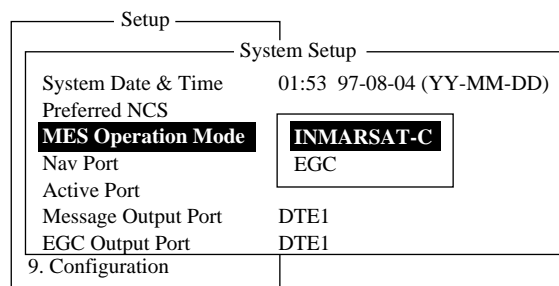 Setup
System Setup
System Date & Time 01:53 97-08-04 (YY-MM-DD)
Preferred NCS
MES Operation Mode INMARSAT-C
Nav Port EGC
Active Port
Message Output Port DTE1
EGC Output Port DTE1
9. Configuration